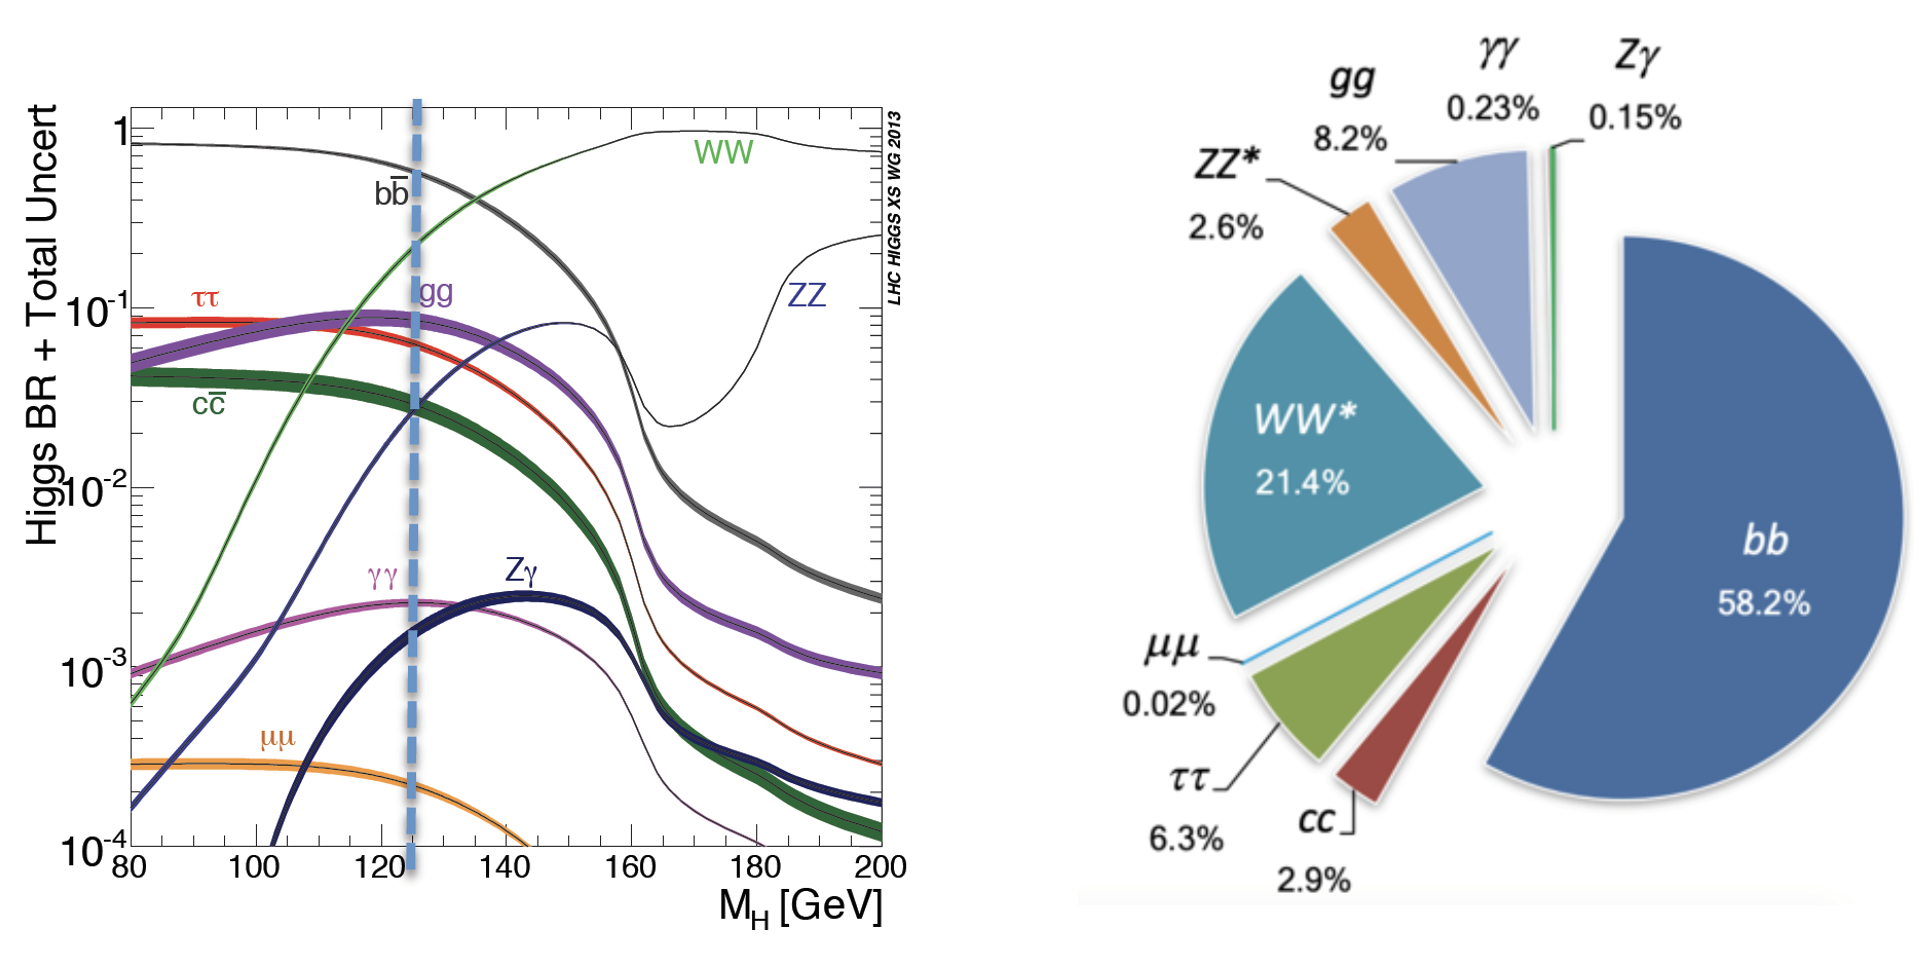 Higgs BR + Total Uncert
1
10⁻¹
10⁻²
10⁻³
10⁻⁴
bb̅
WW
ττ
gg
ZZ
cc̅
γγ
Zγ
μμ
80 100 120 140 160 180 200
M_H [GeV]
LHC HIGGS XS WG 2013
γγ
0.23%
Zγ
0.15%
gg
8.2%
ZZ*
2.6%
WW*
21.4%
bb
58.2%
μμ
0.02%
ττ
6.3%
cc
2.9%